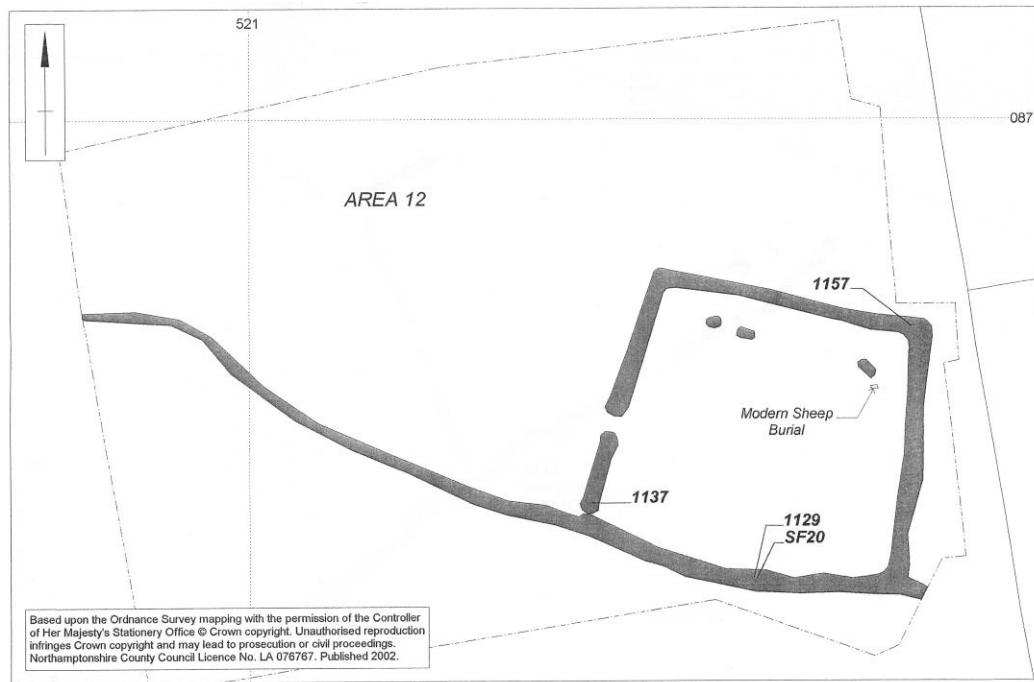 521
087
AREA 12
1157
Modern Sheep
Burial
1137
1129
SF20
Based upon the Ordnance Survey mapping with the permission of the Controller
of Her Majesty's Stationery Office © Crown copyright. Unauthorised reproduction
infringes Crown copyright and may lead to prosecution or civil proceedings.
Northamptonshire County Council Licence No. LA 076767. Published 2002.